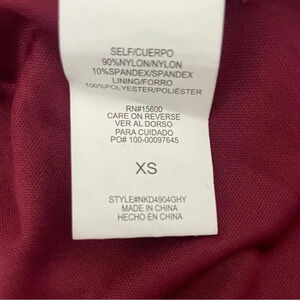 SELF/CUERPO
90%NYLON/NYLON
10%SPANDEX/SPANDEX
LINING/FORRO
100%POLYESTER/POLIÉSTER
RN#15600
CARE ON REVERSE
VER AL DORSO
PARA CUIDADO
PO# 100-00097645
XS
STYLE#NKD4904GHY
MADE IN CHINA
HECHO EN CHINA